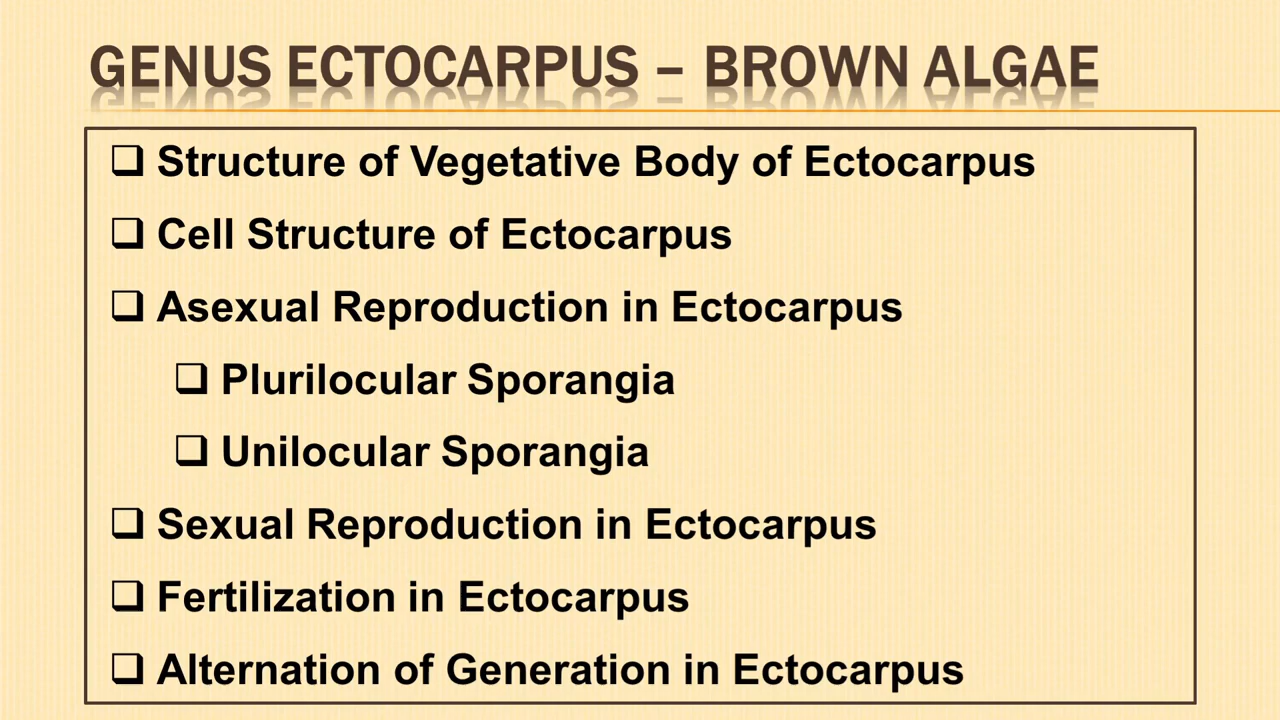 GENUS ECTOCARPUS – BROWN ALGAE
❑ Structure of Vegetative Body of Ectocarpus
❑ Cell Structure of Ectocarpus
❑ Asexual Reproduction in Ectocarpus
❑ Plurilocular Sporangia
❑ Unilocular Sporangia
❑ Sexual Reproduction in Ectocarpus
❑ Fertilization in Ectocarpus
❑ Alternation of Generation in Ectocarpus